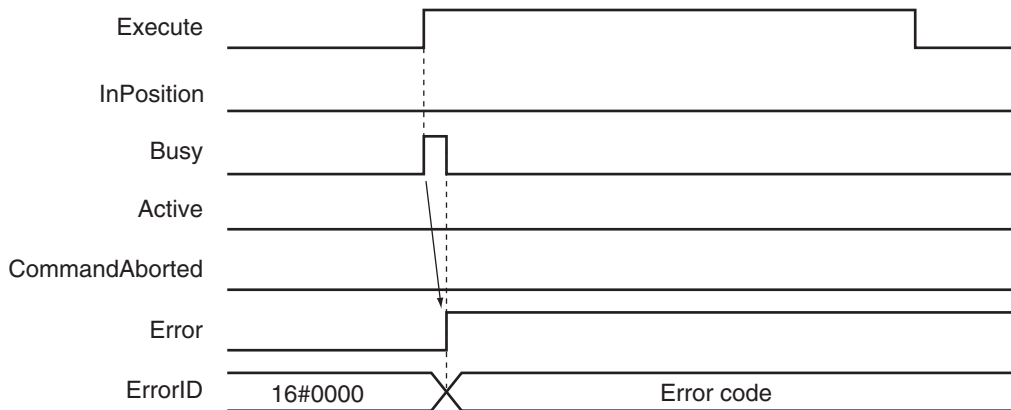 Execute
InPosition
Busy
Active
CommandAborted
Error
ErrorID 16#0000 Error code